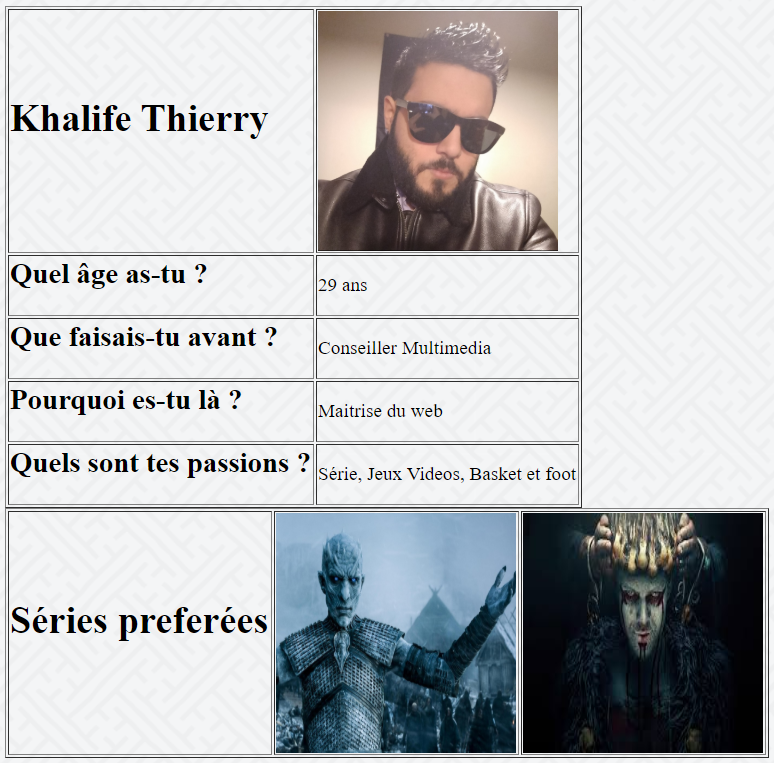 Khalife Thierry
Quel âge as-tu ?
29 ans
Que faisais-tu avant ?
Conseiller Multimedia
Pourquoi es-tu là ?
Maitrise du web
Quels sont tes passions ?
Série, Jeux Videos, Basket et foot
Séries preferées